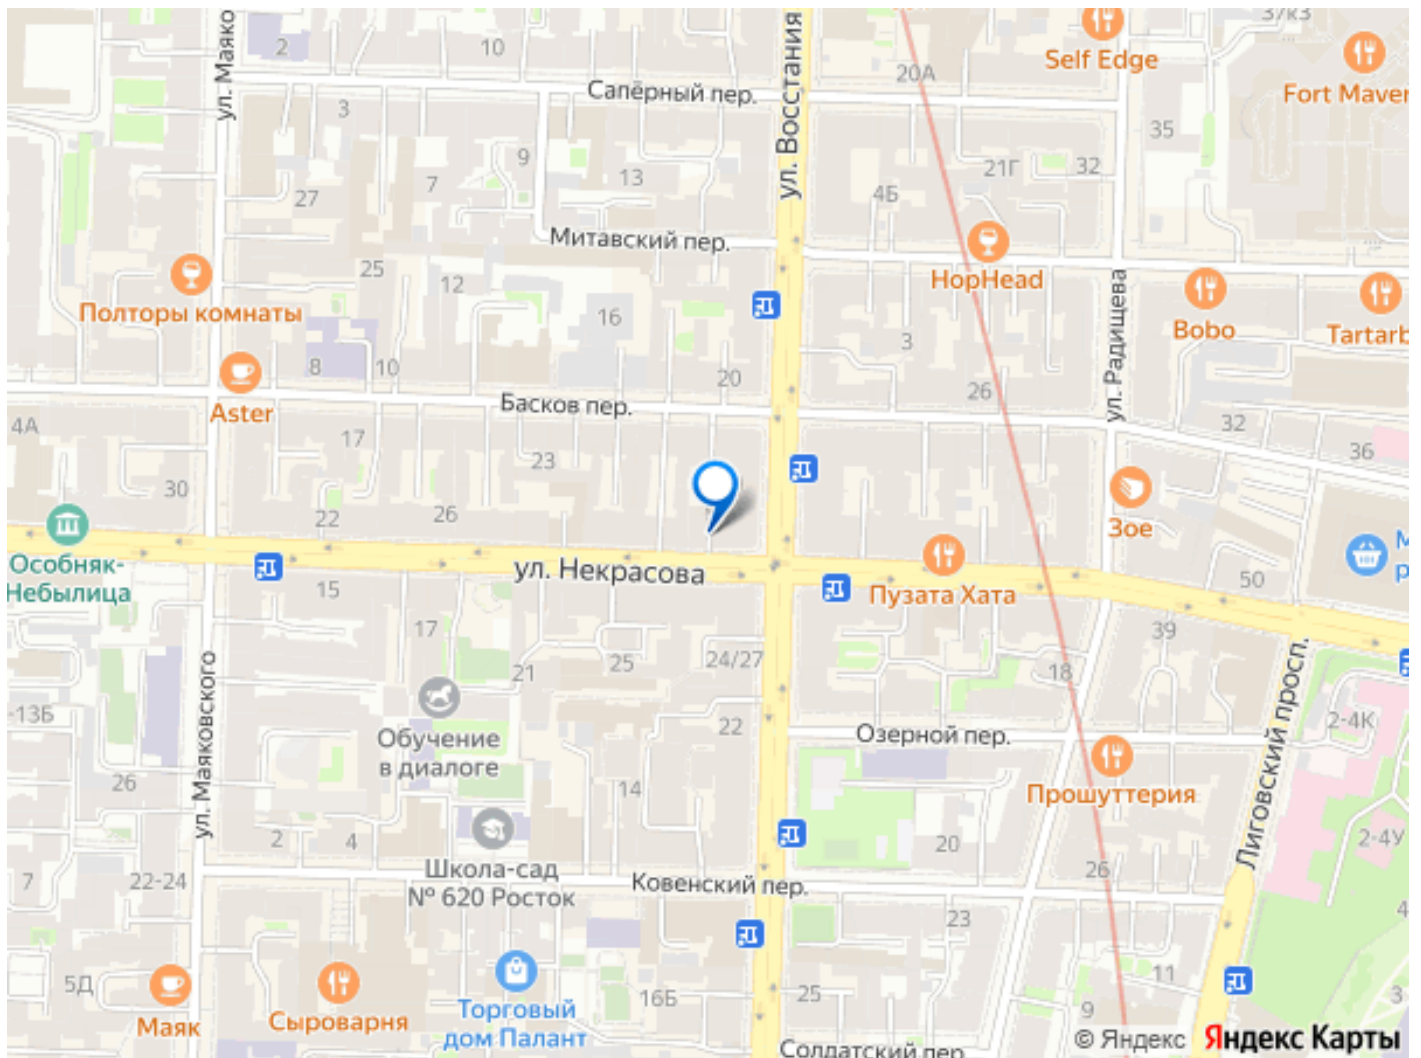 ул. Маяко
2
10
ул. Восстания
20А
Self Edge
37к3
Fort Maver
Сапёрный пер.
3
9
7
13
27
4Б
21Г
32
35
Митавский пер.
HopHead
ул. Радищева
Bobo
Tartarb
Полторы комнаты
25
12
16
3
8
10
20
26
Aster
Басков пер.
4А
17
23
32
36
30
22
26
Зое
М
р
Особняк-
Небылица
ул. Некрасова
Пузата Хата
50
15
17
21
25
24/27
18
39
-13Б
ул. Маяковского
Обучение
в диалоге
22
Озерной пер.
Лиговский просп.
2-4К
26
14
Прошуттерия
2
4
20
26
2-4У
7
22-24
Школа-сад
№ 620 Росток
Ковенский пер.
23
4
5Д
Маяк
Сыроварня
Торговый
дом Палант
16Б
25
11
9
3
Солдатский пер.
© Яндекс Яндекс Карты